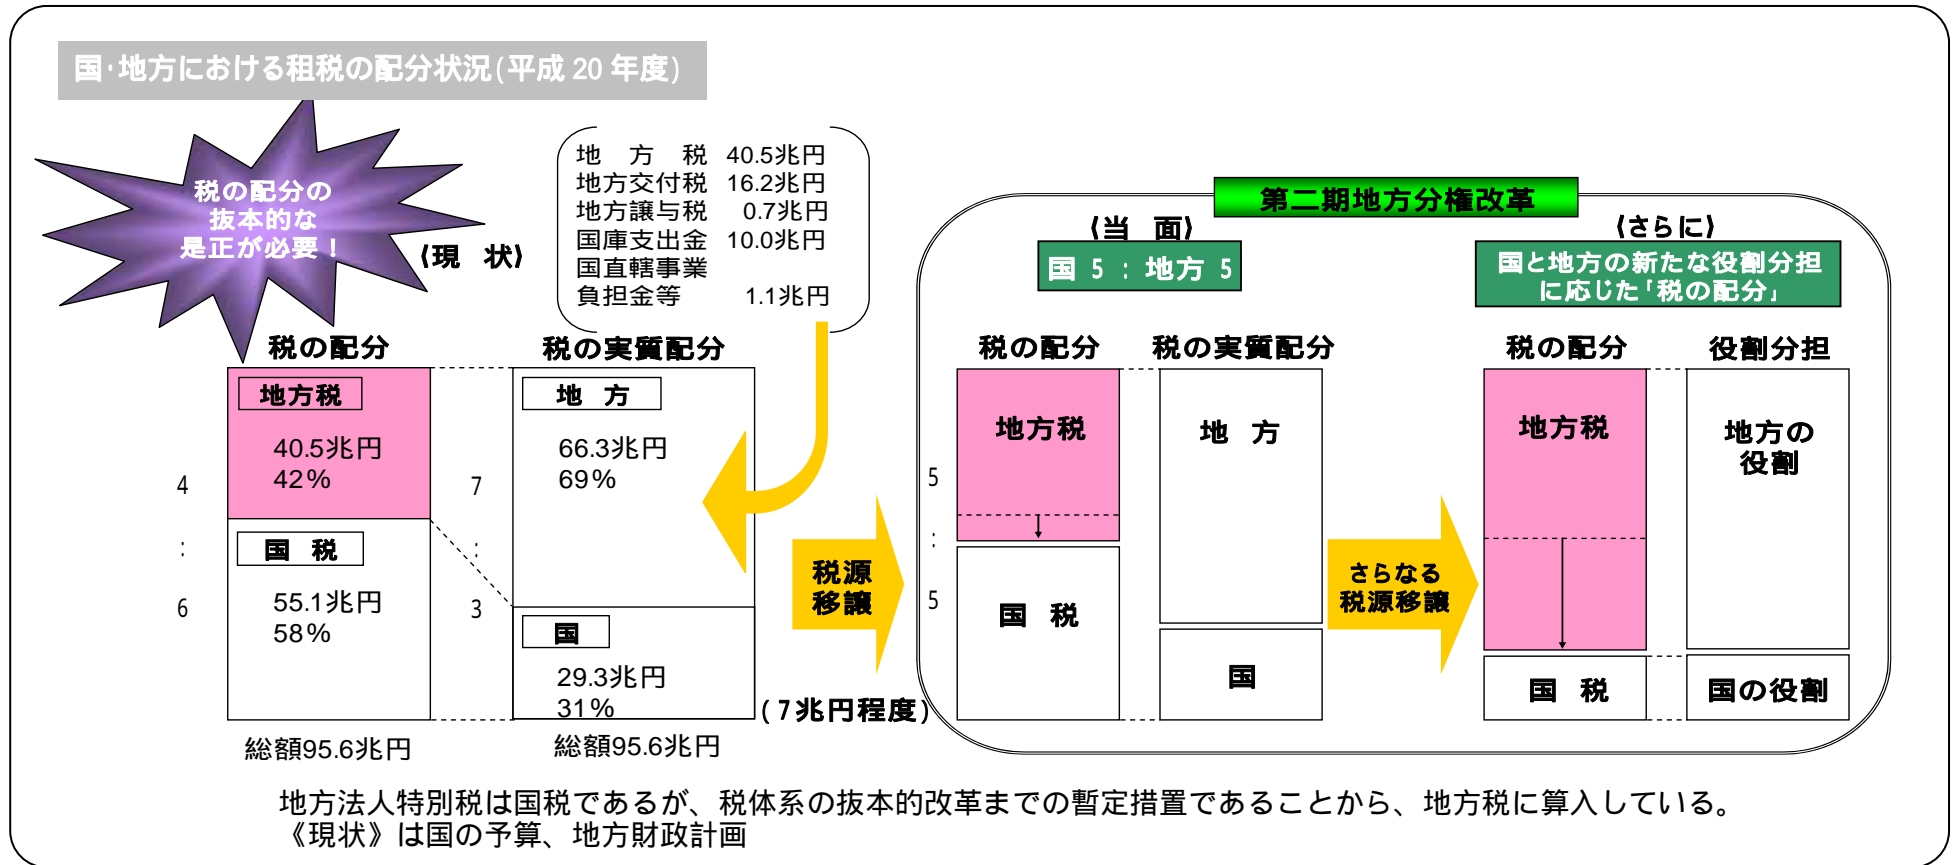 国・地方における租税の配分状況(平成 20 年度)
税の配分の
抜本的な
是正が必要！
《現　状》
地　方　税　40.5兆円
地方交付税　16.2兆円
地方譲与税　0.7兆円
国庫支出金　10.0兆円
国直轄事業
負担金等　1.1兆円
税の配分
税の実質配分
地方税
40.5兆円
42%
国　税
55.1兆円
58%
4
:
6
総額95.6兆円
地　方
66.3兆円
69%
国
29.3兆円
31%
7
:
3
総額95.6兆円
税源
移譲
(7兆円程度)
第二期地方分権改革
《当　面》
国 5 : 地方 5
税の配分
税の実質配分
5
:
5
地方税
国　税
地　方
国
さらなる
税源移譲
《さらに》
国と地方の新たな役割分担
に応じた「税の配分」
税の配分
役割分担
地方税
国　税
地方の
役割
国の役割
地方法人特別税は国税であるが、税体系の抜本的改革までの暫定措置であることから、地方税に算入している。
《現状》は国の予算、地方財政計画